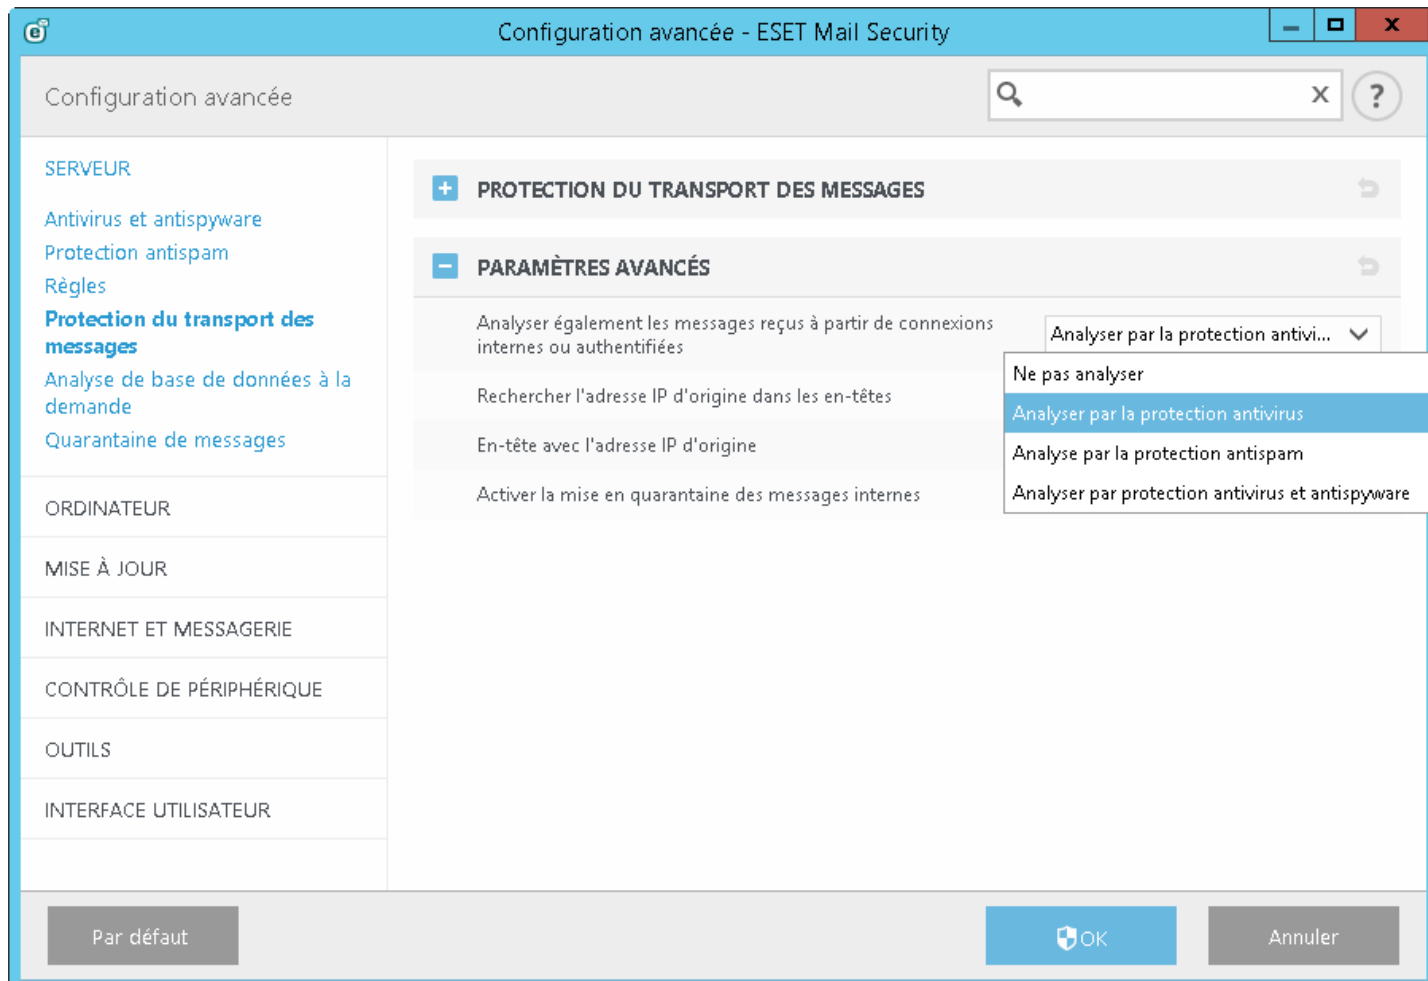 Configuration avancée - ESET Mail Security
Configuration avancée
?
SERVEUR
Antivirus et antispyware
Protection antispam
Règles
Protection du transport des
messages
Analyse de base de données à la
demande
Quarantaine de messages
ORDINATEUR
MISE À JOUR
INTERNET ET MESSAGERIE
CONTRÔLE DE PÉRIPHÉRIQUE
OUTILS
INTERFACE UTILISATEUR
PROTECTION DU TRANSPORT DES MESSAGES
PARAMÈTRES AVANCÉS
Analyser également les messages reçus à partir de connexions
internes ou authentifiées
Analyser par la protection antivi...
Ne pas analyser
Analyser par la protection antivirus
Analyse par la protection antispam
Analyser par protection antivirus et antispyware
Rechercher l'adresse IP d'origine dans les en-têtes
En-tête avec l'adresse IP d'origine
Activer la mise en quarantaine des messages internes
Par défaut
OK
Annuler